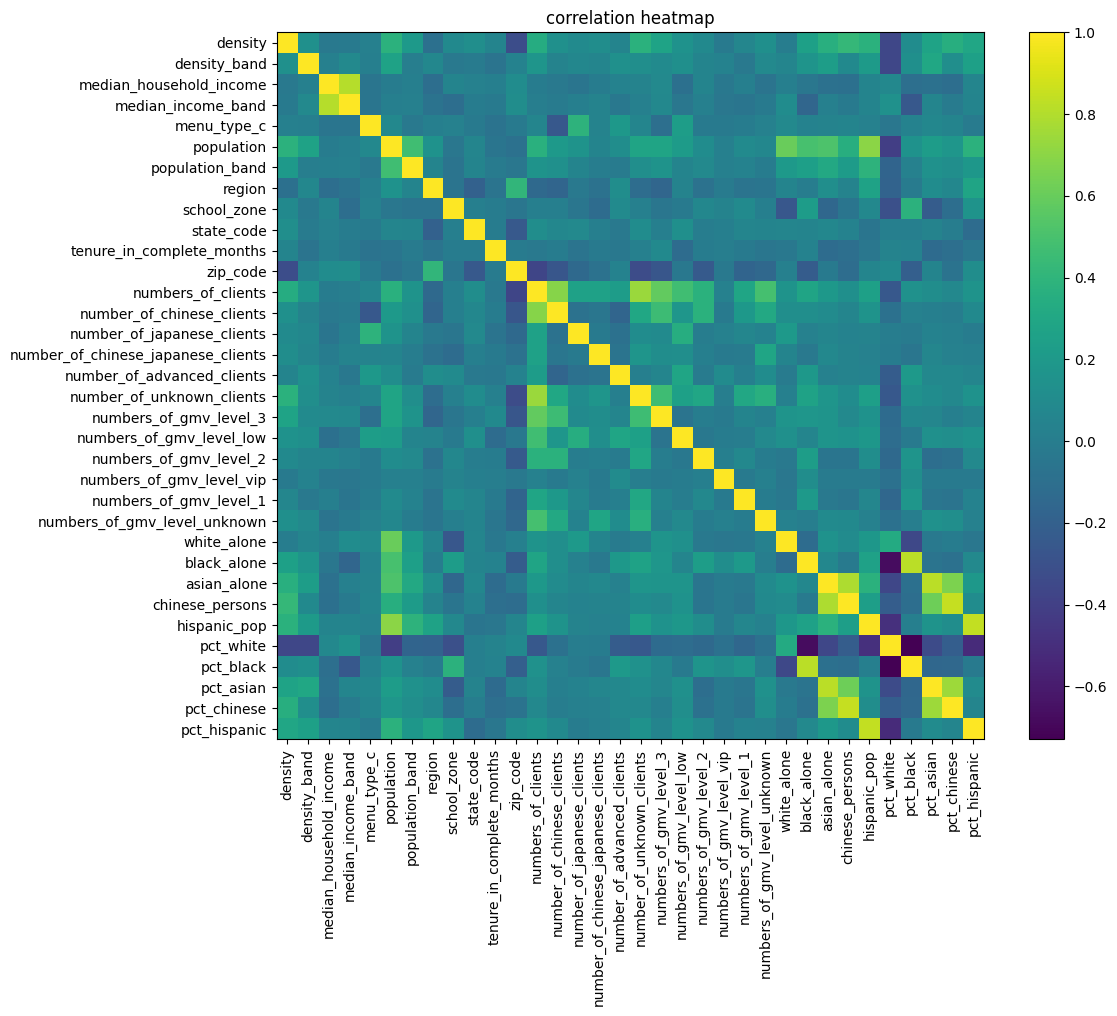 correlation heatmap
density
density_band
median_household_income
median_income_band
menu_type_c
population
population_band
region
school_zone
state_code
tenure_in_complete_months
zip_code
numbers_of_clients
number_of_chinese_clients
number_of_japanese_clients
number_of_chinese_japanese_clients
number_of_advanced_clients
number_of_unknown_clients
numbers_of_gmv_level_3
numbers_of_gmv_level_low
numbers_of_gmv_level_2
numbers_of_gmv_level_vip
numbers_of_gmv_level_1
numbers_of_gmv_level_unknown
white_alone
black_alone
asian_alone
chinese_persons
hispanic_pop
pct_white
pct_black
pct_asian
pct_chinese
pct_hispanic
density
density_band
median_household_income
median_income_band
menu_type_c
population
population_band
region
school_zone
state_code
tenure_in_complete_months
zip_code
numbers_of_clients
number_of_chinese_clients
number_of_japanese_clients
number_of_chinese_japanese_clients
number_of_advanced_clients
number_of_unknown_clients
numbers_of_gmv_level_3
numbers_of_gmv_level_low
numbers_of_gmv_level_2
numbers_of_gmv_level_vip
numbers_of_gmv_level_1
numbers_of_gmv_level_unknown
white_alone
black_alone
asian_alone
chinese_persons
hispanic_pop
pct_white
pct_black
pct_asian
pct_chinese
pct_hispanic
1.0
0.8
0.6
0.4
0.2
0.0
−0.2
−0.4
−0.6